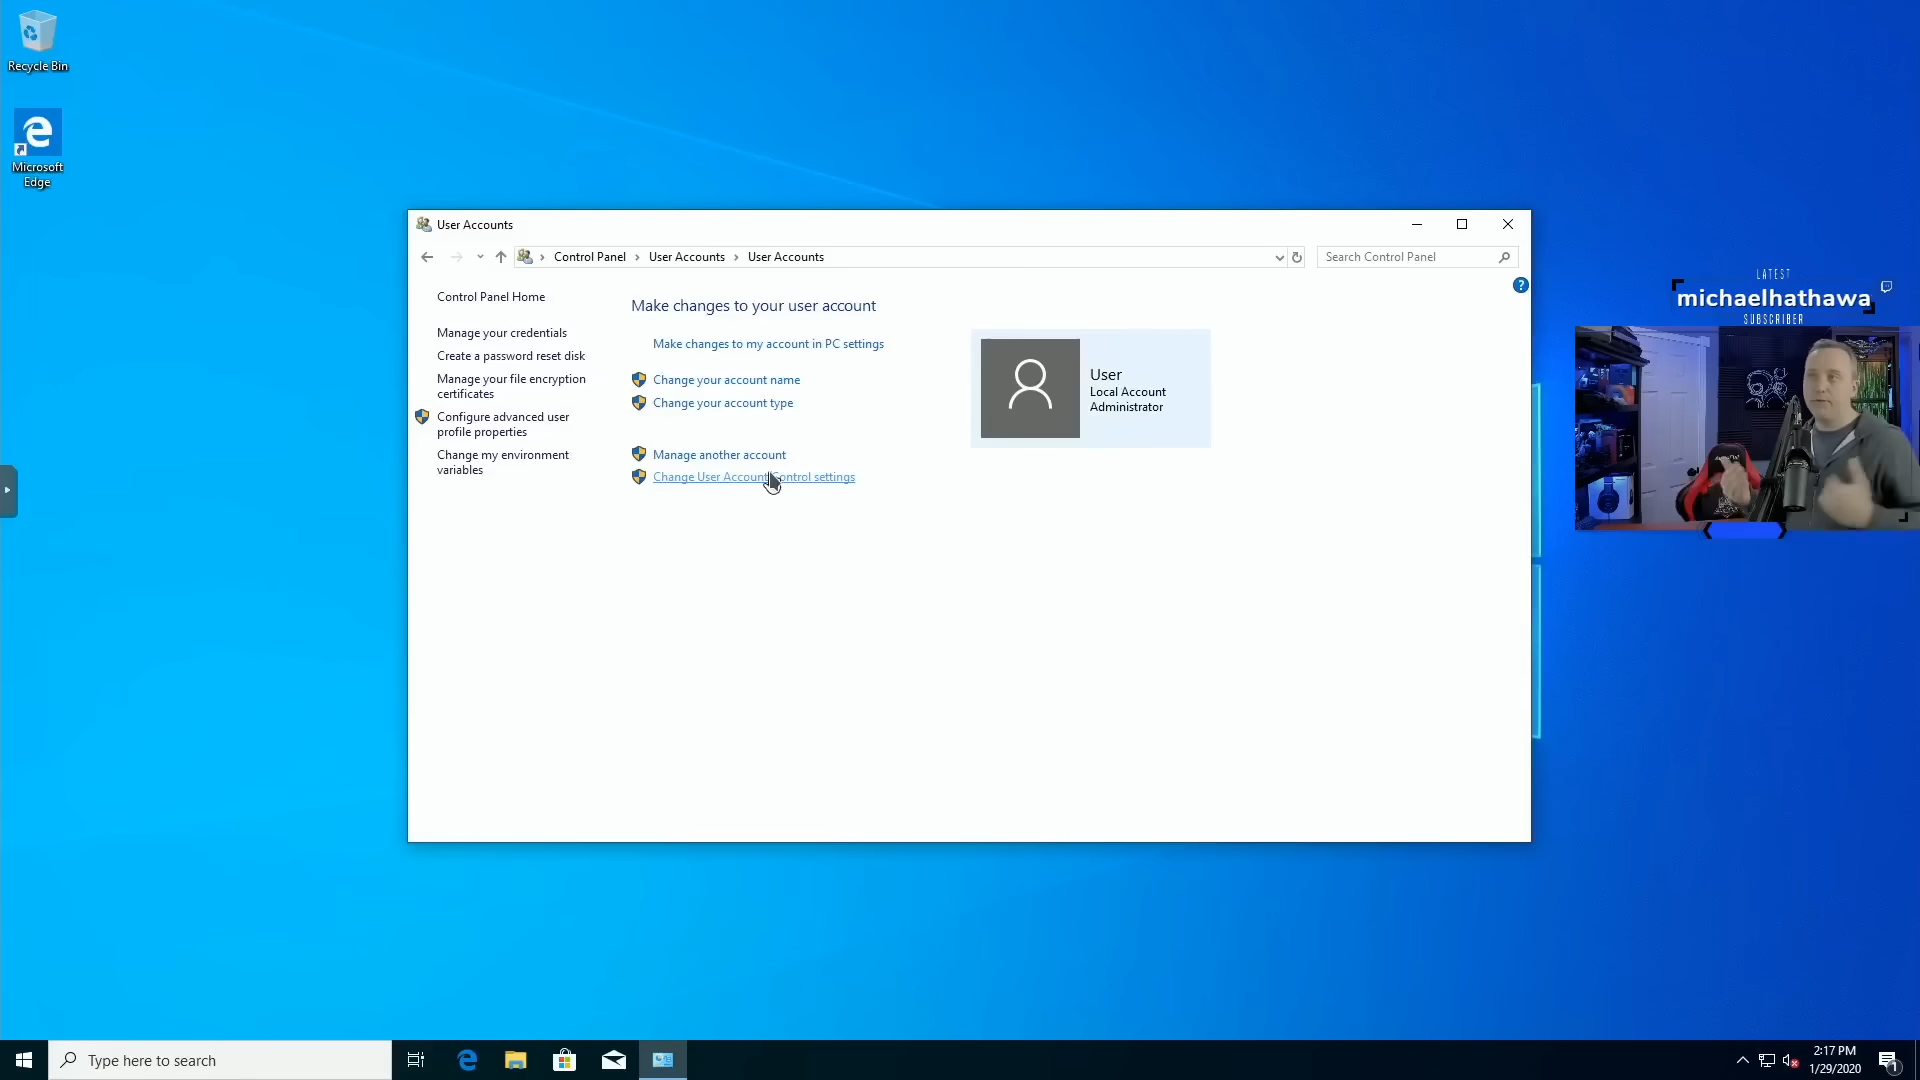 Recycle Bin
Microsoft
Edge
User Accounts
Control Panel
User Accounts
User Accounts
Search Control Panel
Control Panel Home
Manage your credentials
Create a password reset disk
Manage your file encryption
certificates
Configure advanced user
profile properties
Change my environment
variables
Make changes to your user account
Make changes to my account in PC settings
Change your account name
Change your account type
Manage another account
Change User Account Control settings
User
Local Account
Administrator
LATEST
michaelhathawa
SUBSCRIBER
Type here to search
2:17 PM
1/29/2020
1